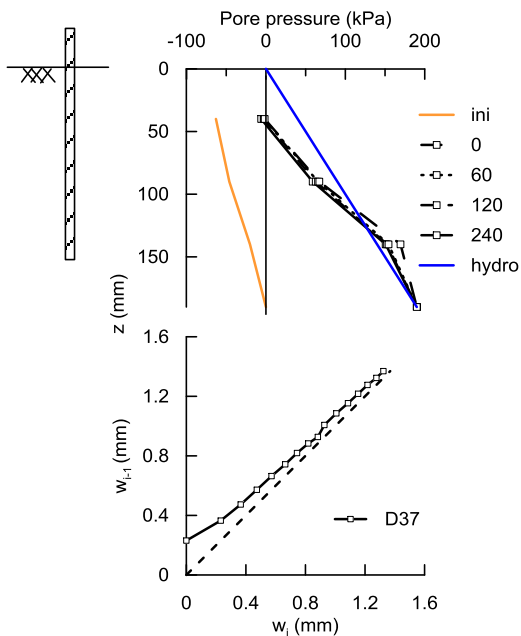 Pore pressure (kPa)
-100 0 100 200
0
50
100
150
z (mm)
ini
0
60
120
240
hydro
1.6
1.2
0.8
0.4
0
w_{i-1} (mm)
D37
0 0.4 0.8 1.2 1.6
w_i (mm)